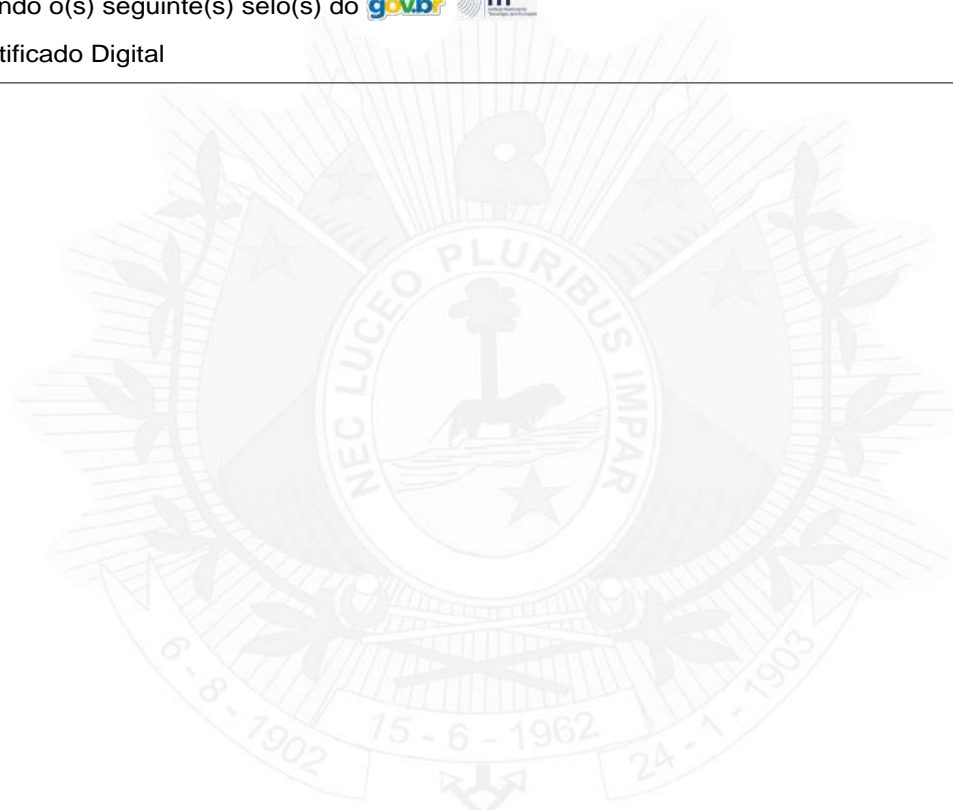 ndo o(s) seguinte(s) selo(s) do gov.br
tificado Digital
NEC LUCEO PLURIBUS IMPAR
6 - 8 - 1902
15 - 6 - 1962
24 - 1 - 1903